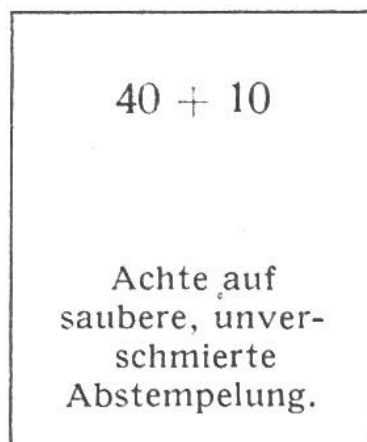 40 + 10
Achte auf
saubere, unver-
schmierte
Abstempelung.